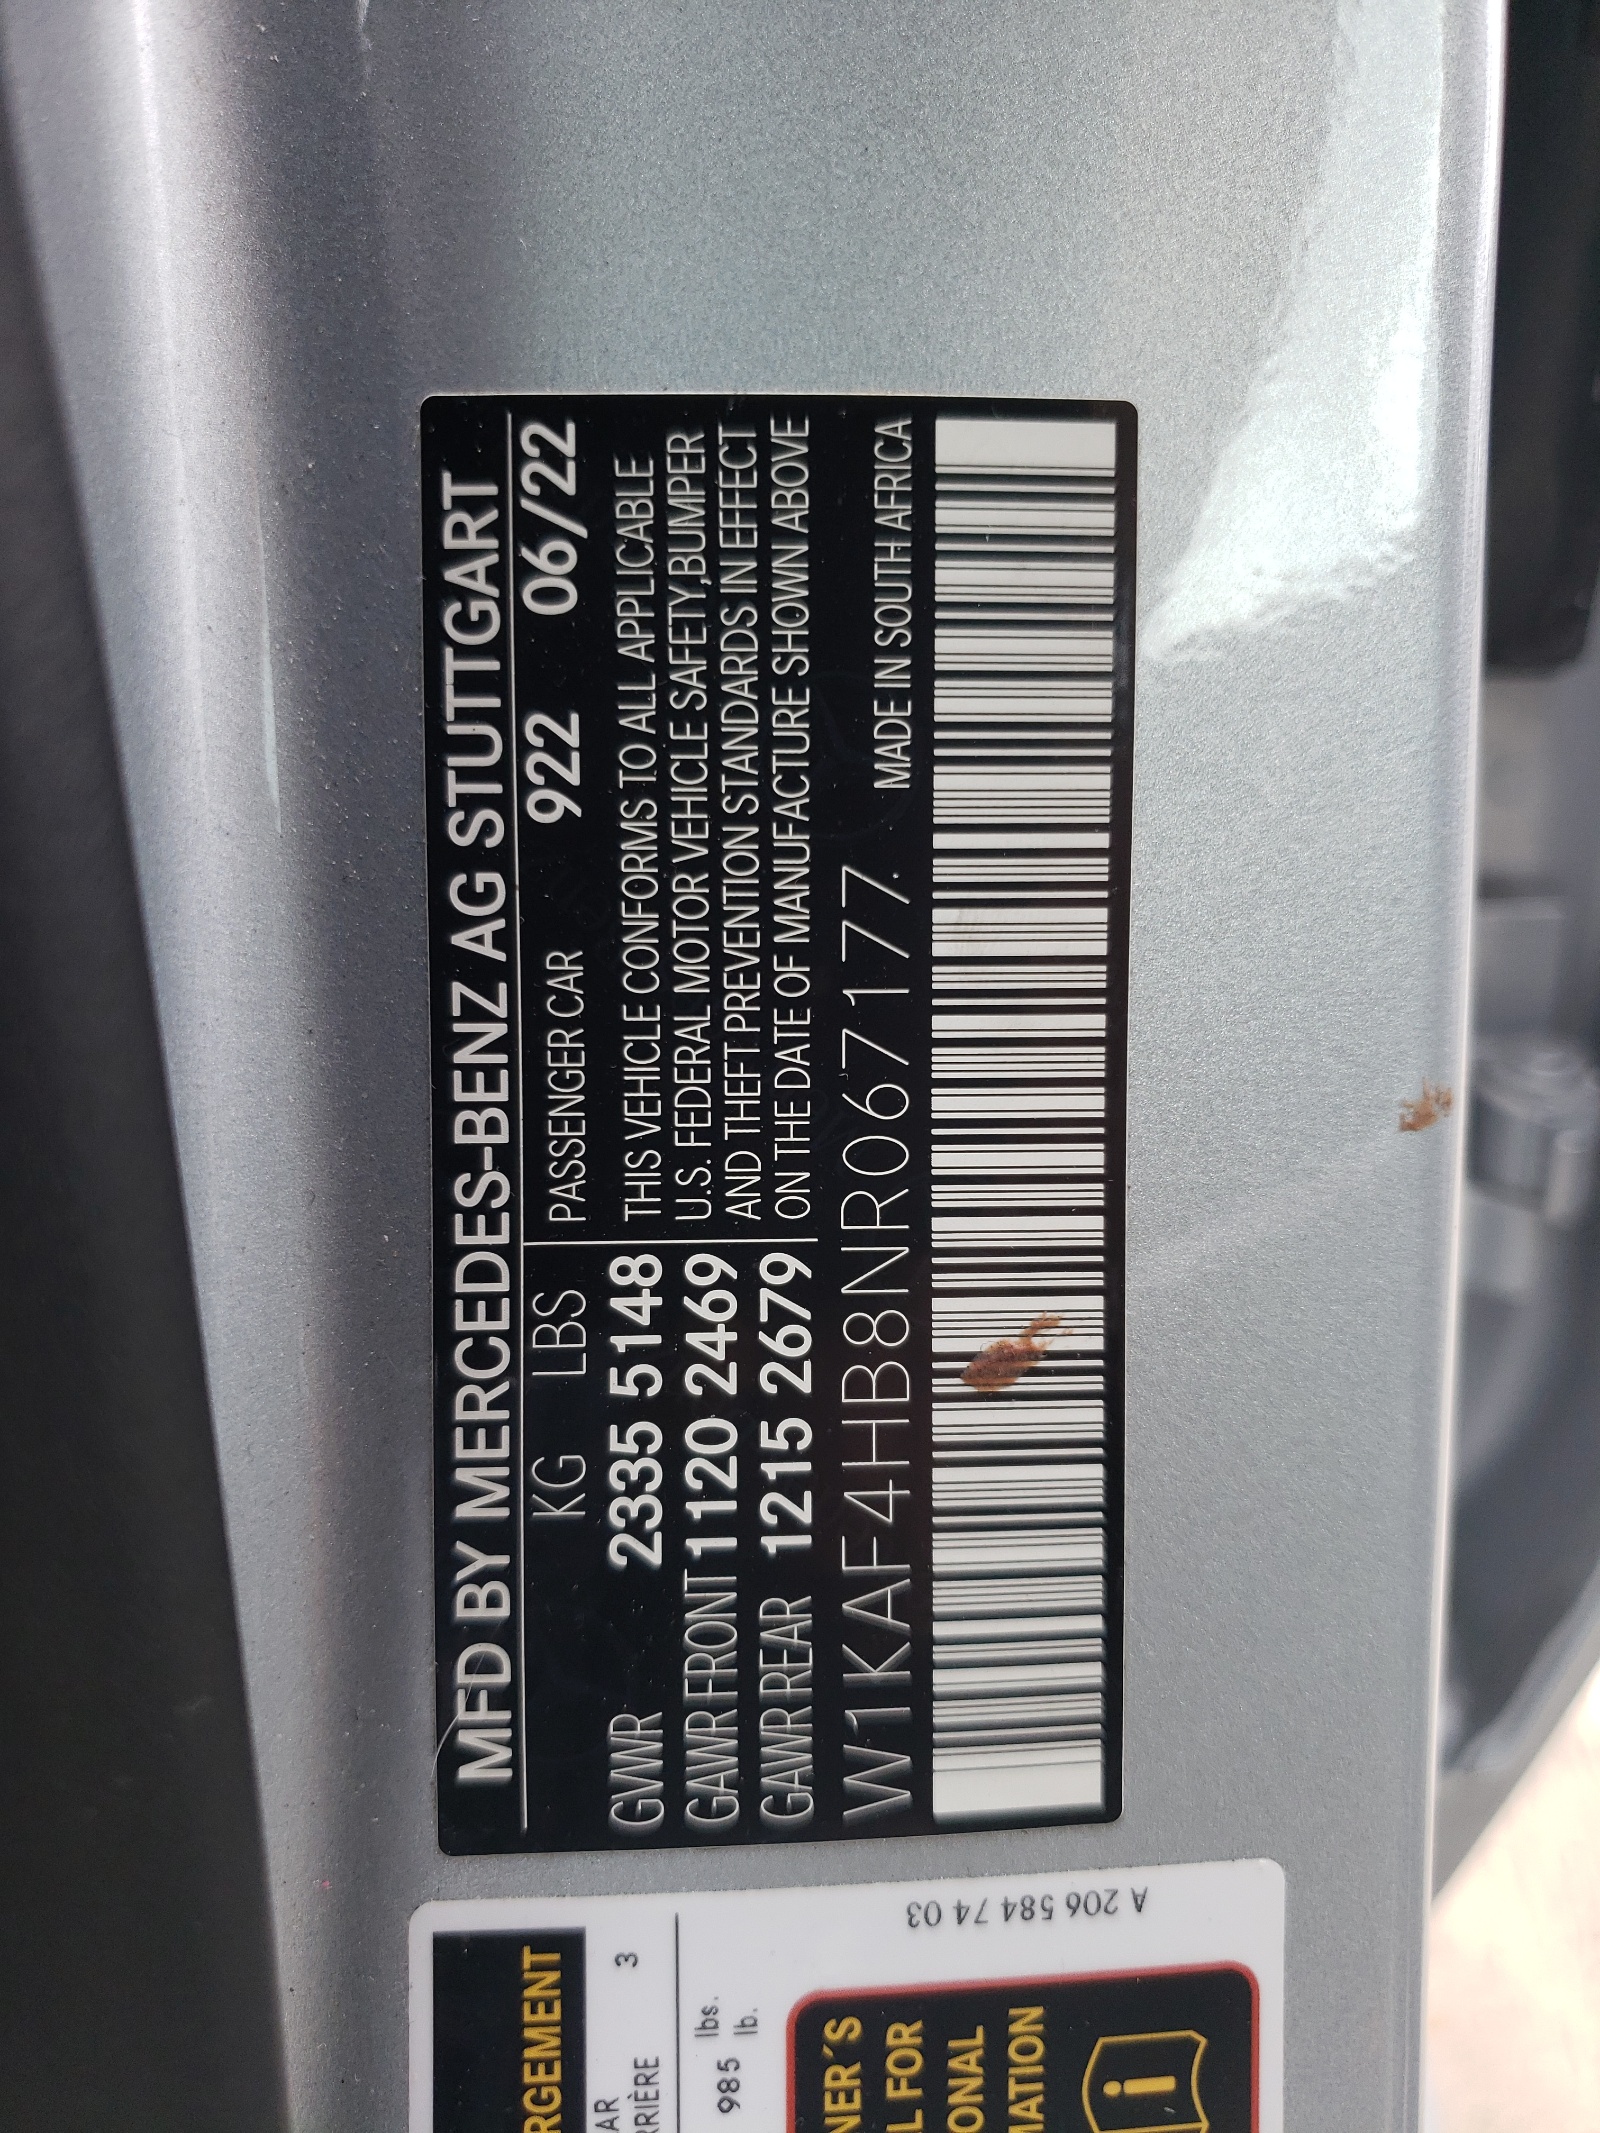 MFD BY MERCEDES-BENZ AG STUTTGART
KG LBS PASSENGER CAR 922 06/22
GVWR 2335 5148
GAWR FRONT 1120 2469
GAWR REAR 1215 2679
THIS VEHICLE CONFORMS TO ALL APPLICABLE
U.S. FEDERAL MOTOR VEHICLE SAFETY,BUMPER
AND THEFT PREVENTION STANDARDS IN EFFECT
ON THE DATE OF MANUFACTURE SHOWN ABOVE
W1KAF4HB8NR067177 MADE IN SOUTH AFRICA
RGEMENT
AR
RRIÈRE 3
lbs.
985 lb.
A 206 584 74 03
NER'S
L FOR
ONAL
MATION
i